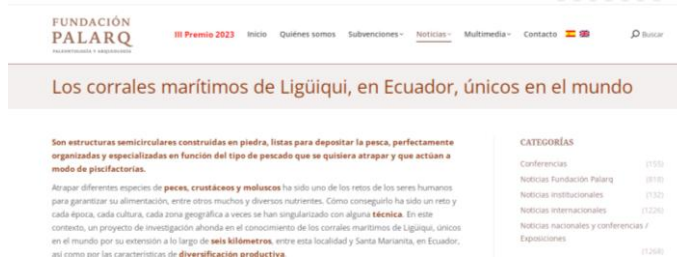 FUNDACIÓN
PALARQ
PALEONTOLOGÍA Y ARQUEOLOGÍA
III Premio 2023 Inicio Quiénes somos Subvenciones Noticias Multimedia Contacto Buscar
Los corrales marítimos de Ligüiqui, en Ecuador, únicos en el mundo
Son estructuras semicirculares construidas en piedra, listas para depositar la pesca, perfectamente
organizadas y especializadas en función del tipo de pescado que se quisiera atrapar y que actúan a
modo de piscifactorías.
Atrapar diferentes especies de peces, crustáceos y moluscos ha sido uno de los retos de los seres humanos
para garantizar su alimentación, entre otros muchos y diversos nutrientes. Cómo conseguirlo ha sido un reto y
cada época, cada cultura, cada zona geográfica a veces se han singularizado con alguna técnica. En este
contexto, un proyecto de investigación ahonda en el conocimiento de los corrales marítimos de Ligüiqui, únicos
en el mundo por su extensión a lo largo de seis kilómetros, entre esta localidad y Santa Marianita, en Ecuador,
así como por las características de diversificación productiva.
CATEGORÍAS
Conferencias (155)
Noticias Fundación Palarq (818)
Noticias institucionales (132)
Noticias internacionales (1226)
Noticias nacionales y conferencias /
Exposiciones
(1268)